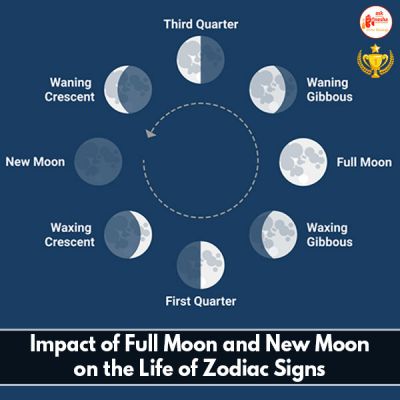 Third Quarter
ask
Oneesha
Waning
Crescent
Waning
Gibbous
New Moon
Full Moon
Waxing
Crescent
Waxing
Gibbous
First Quarter
Impact of Full Moon and New Moon
on the Life of Zodiac Signs